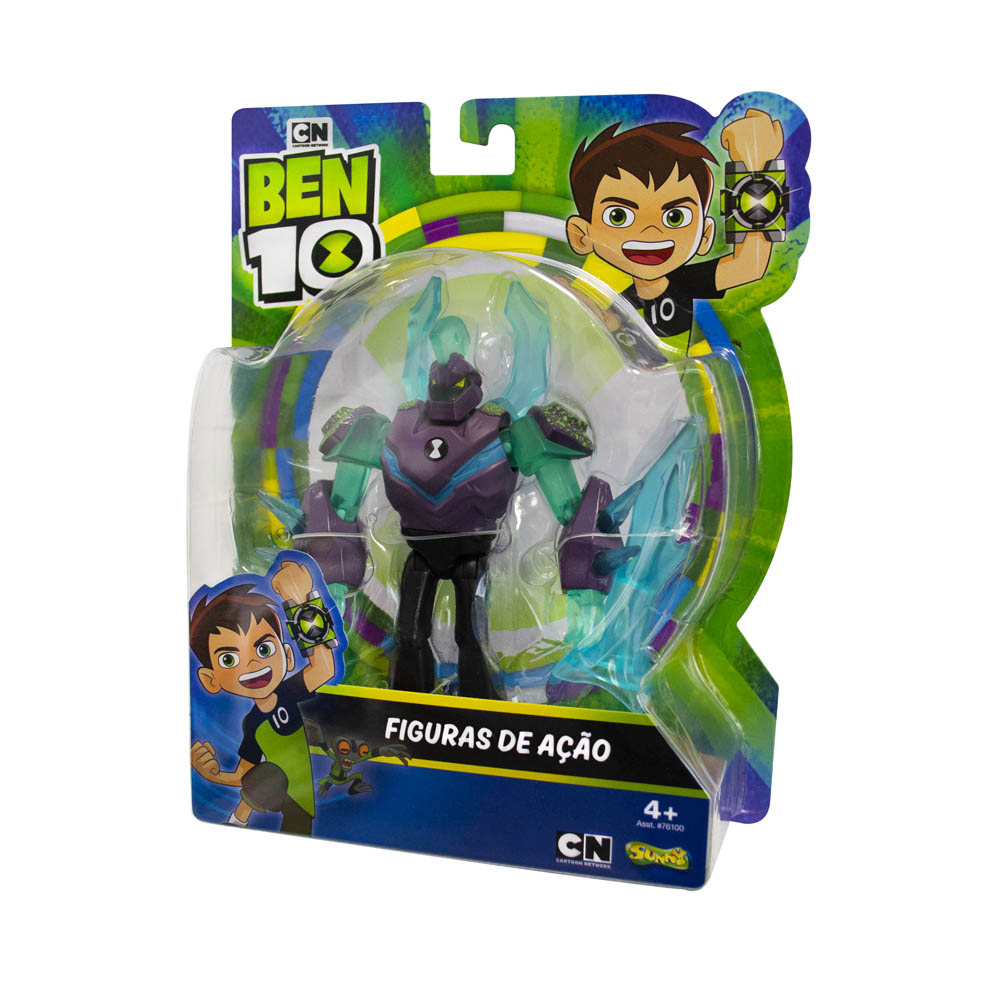 CN
CARTOON NETWORK
BEN
10
10
10
FIGURAS DE AÇÃO
4+
Asst. #76100
CN
CARTOON NETWORK
SUNNY